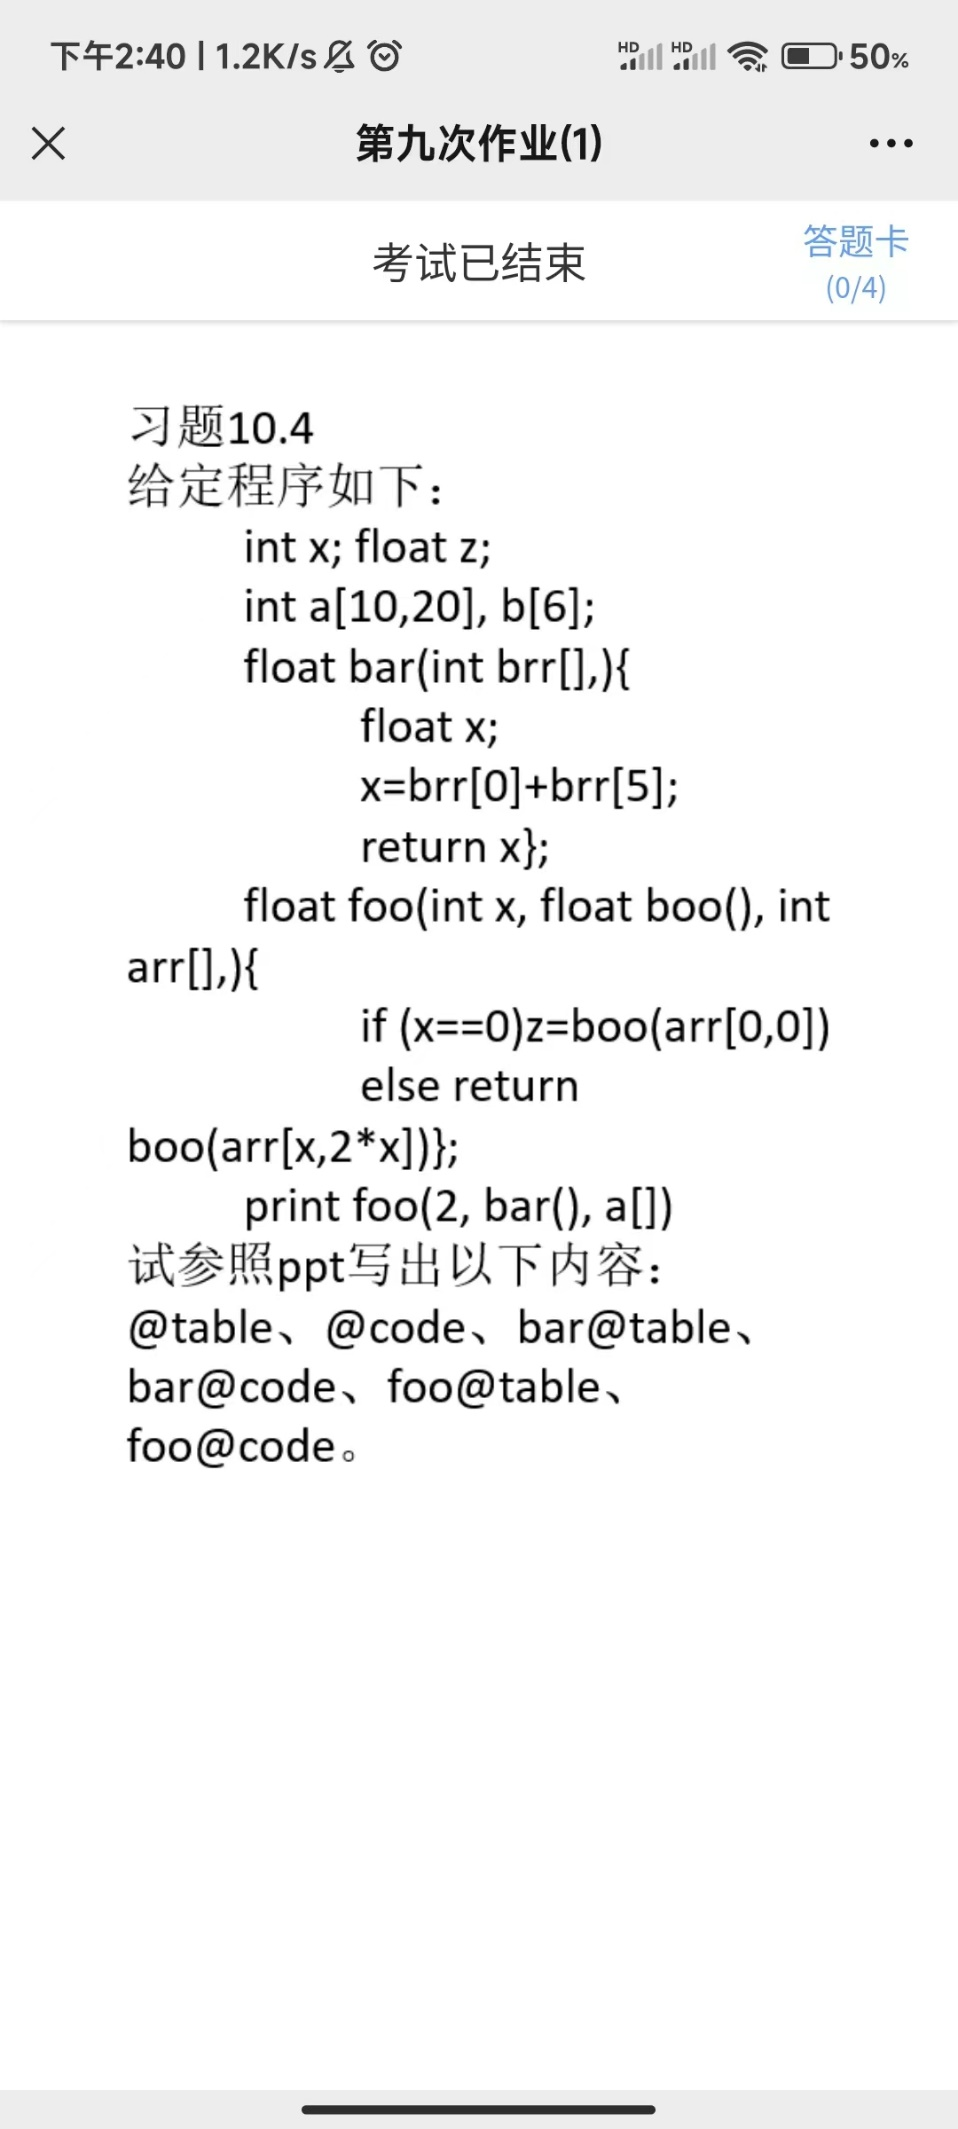 下午2:40 | 1.2K/s
HD HD 50%
第九次作业(1)
考试已结束
答题卡
(0/4)
习题10.4
给定程序如下：
int x; float z;
int a[10,20], b[6];
float bar(int brr[],){
float x;
x=brr[0]+brr[5];
return x};
float foo(int x, float boo(), int
arr[],){
if (x==0)z=boo(arr[0,0])
else return
boo(arr[x,2*x])};
print foo(2, bar(), a[])
试参照ppt写出以下内容：
@table、@code、bar@table、
bar@code、foo@table、
foo@code。